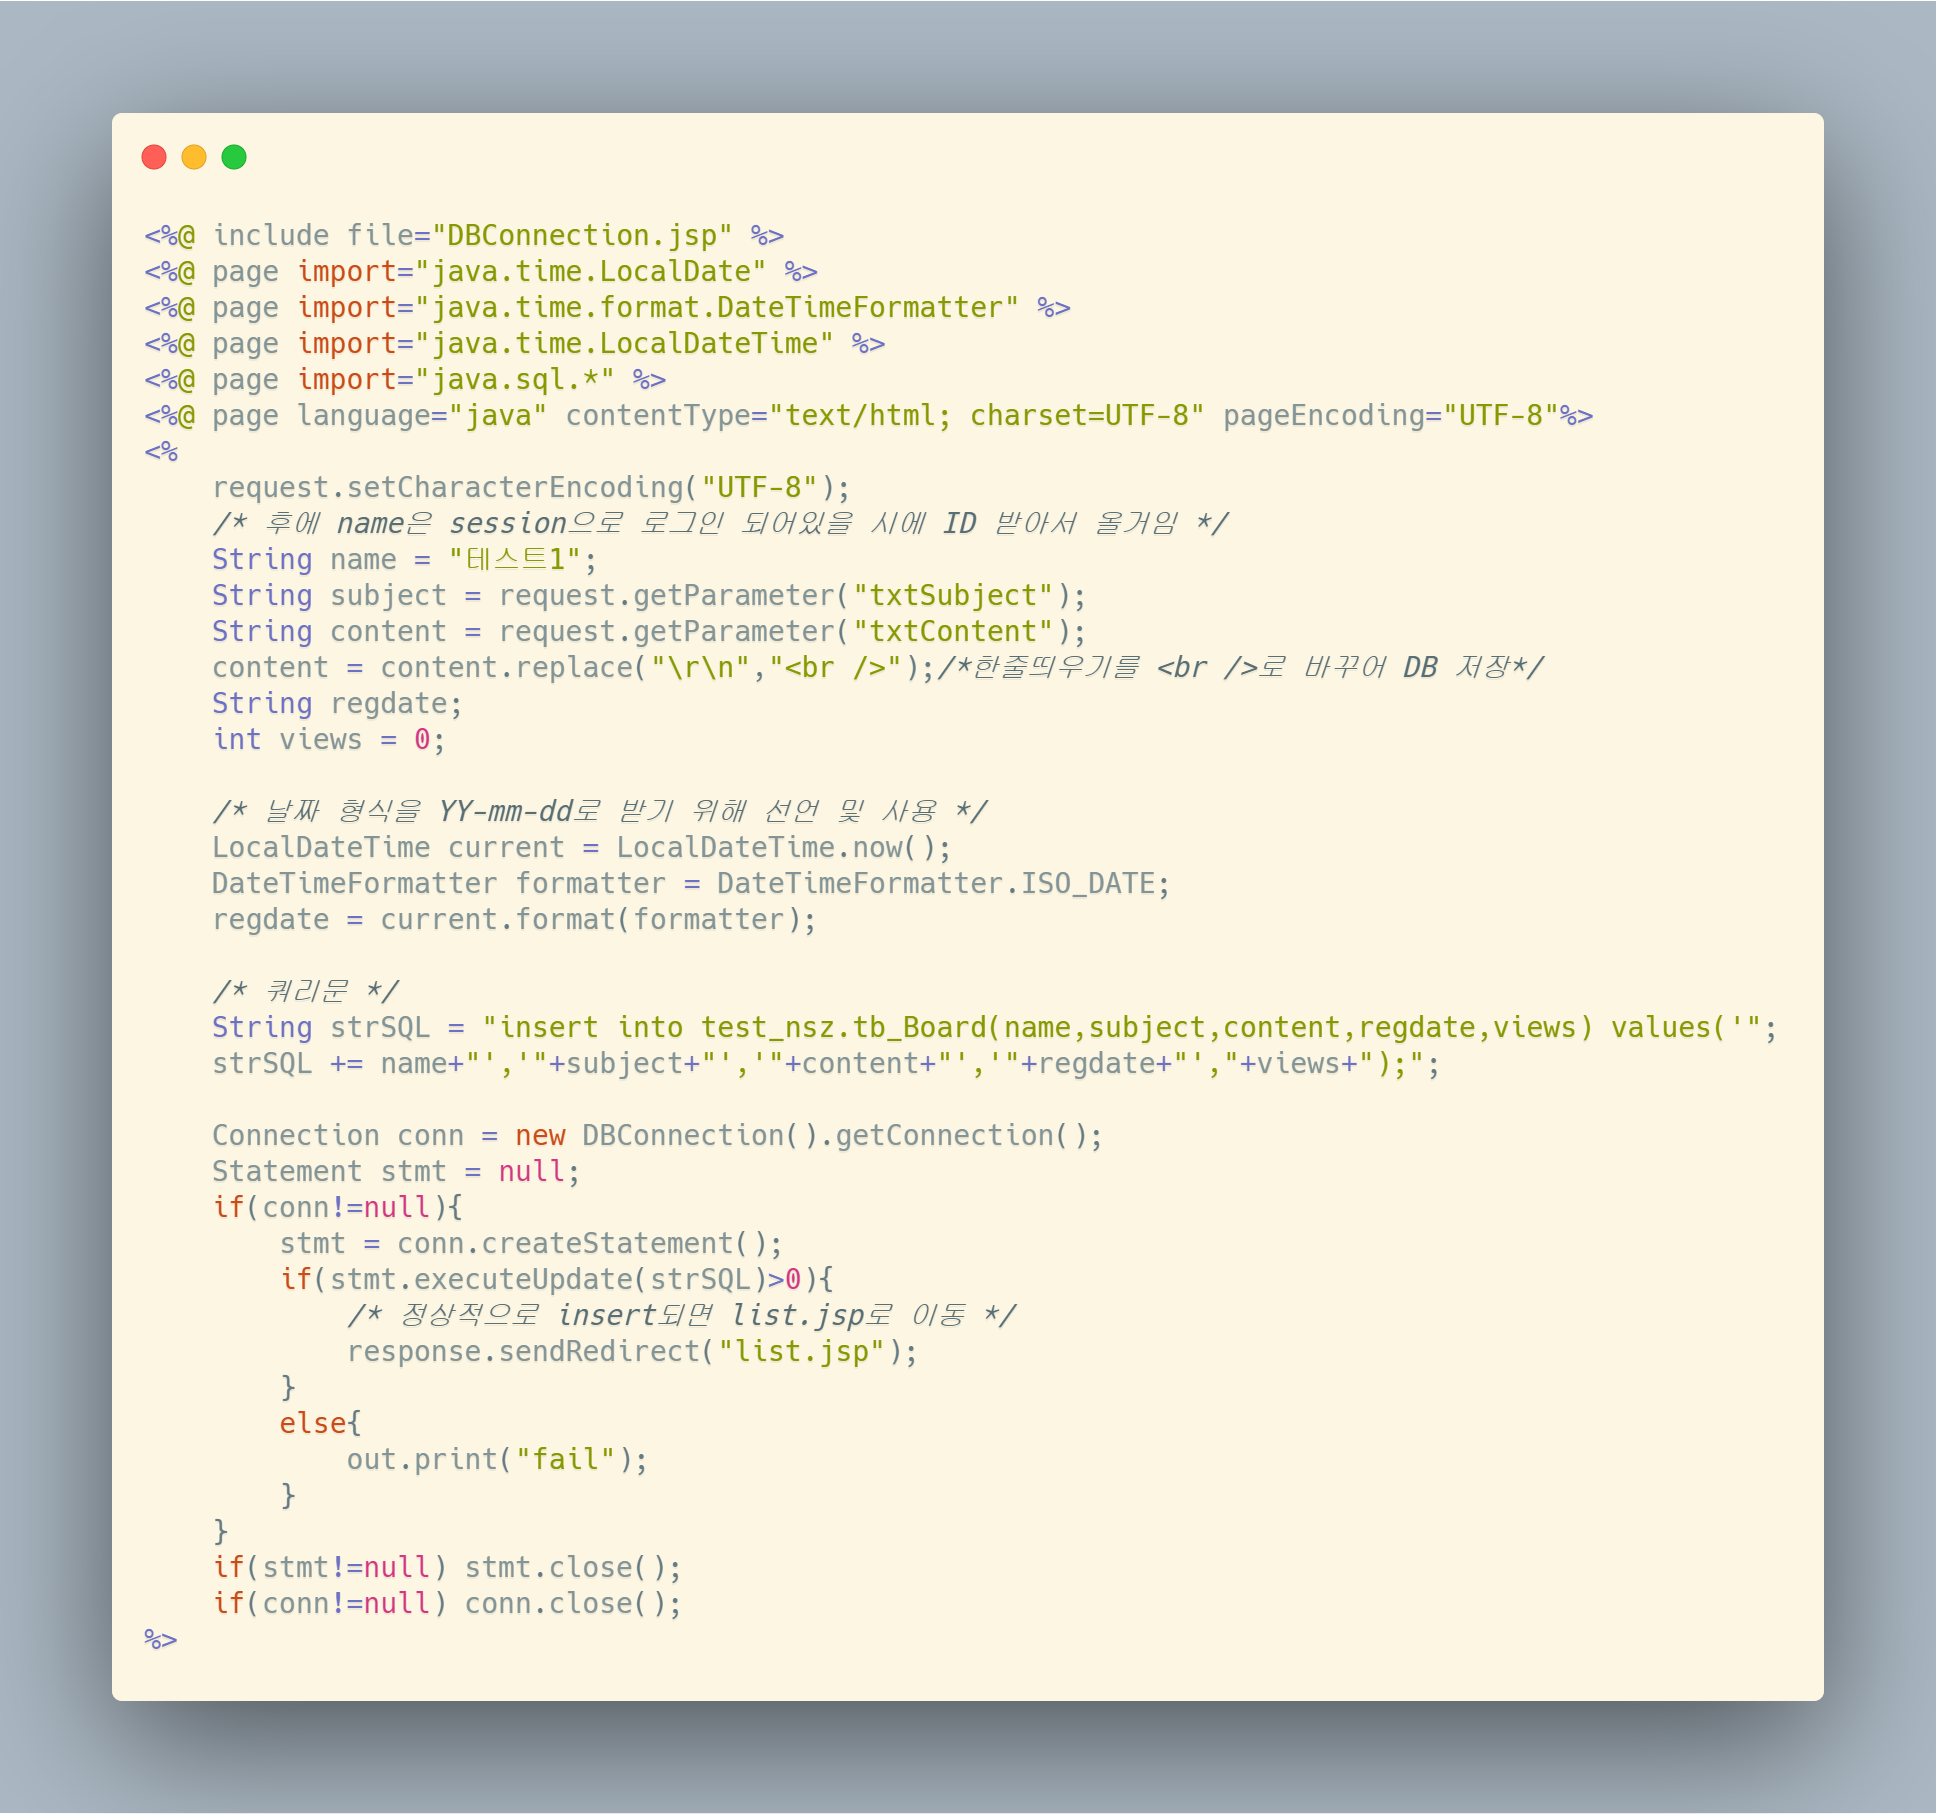 <%@ include file="DBConnection.jsp" %>
<%@ page import="java.time.LocalDate" %>
<%@ page import="java.time.format.DateTimeFormatter" %>
<%@ page import="java.time.LocalDateTime" %>
<%@ page import="java.sql.*" %>
<%@ page language="java" contentType="text/html; charset=UTF-8" pageEncoding="UTF-8"%>
<%
    request.setCharacterEncoding("UTF-8");
    /* 후에 name은 session으로 로그인 되어있을 시에 ID 받아서 올거임 */
    String name = "테스트1";
    String subject = request.getParameter("txtSubject");
    String content = request.getParameter("txtContent");
    content = content.replace("\r\n","<br />");/*한줄띄우기를 <br />로 바꾸어 DB 저장*/
    String regdate;
    int views = 0;

    /* 날짜 형식을 YY-mm-dd로 받기 위해 선언 및 사용 */
    LocalDateTime current = LocalDateTime.now();
    DateTimeFormatter formatter = DateTimeFormatter.ISO_DATE;
    regdate = current.format(formatter);

    /* 쿼리문 */
    String strSQL = "insert into test_nsz.tb_Board(name,subject,content,regdate,views) values('";
    strSQL += name+"','"+subject+"','"+content+"','"+regdate+"',"+views+");";

    Connection conn = new DBConnection().getConnection();
    Statement stmt = null;
    if(conn!=null){
        stmt = conn.createStatement();
        if(stmt.executeUpdate(strSQL)>0){
            /* 정상적으로 insert되면 list.jsp로 이동 */
            response.sendRedirect("list.jsp");
        }
        else{
            out.print("fail");
        }
    }
    if(stmt!=null) stmt.close();
    if(conn!=null) conn.close();
%>